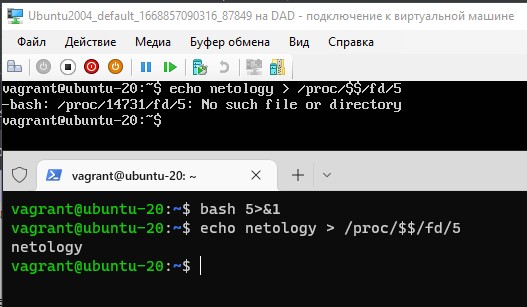 Ubuntu2004_default_1668857090316_87849 на DAD - подключение к виртуальной машине
Файл Действие Медиа Буфер обмена Вид Справка
vagrant@ubuntu-20:~$ echo netology > /proc/$$/fd/5
-bash: /proc/14731/fd/5: No such file or directory
vagrant@ubuntu-20:~$
vagrant@ubuntu-20: ~
vagrant@ubuntu-20:~$ bash 5>&1
vagrant@ubuntu-20:~$ echo netology > /proc/$$/fd/5
netology
vagrant@ubuntu-20:~$